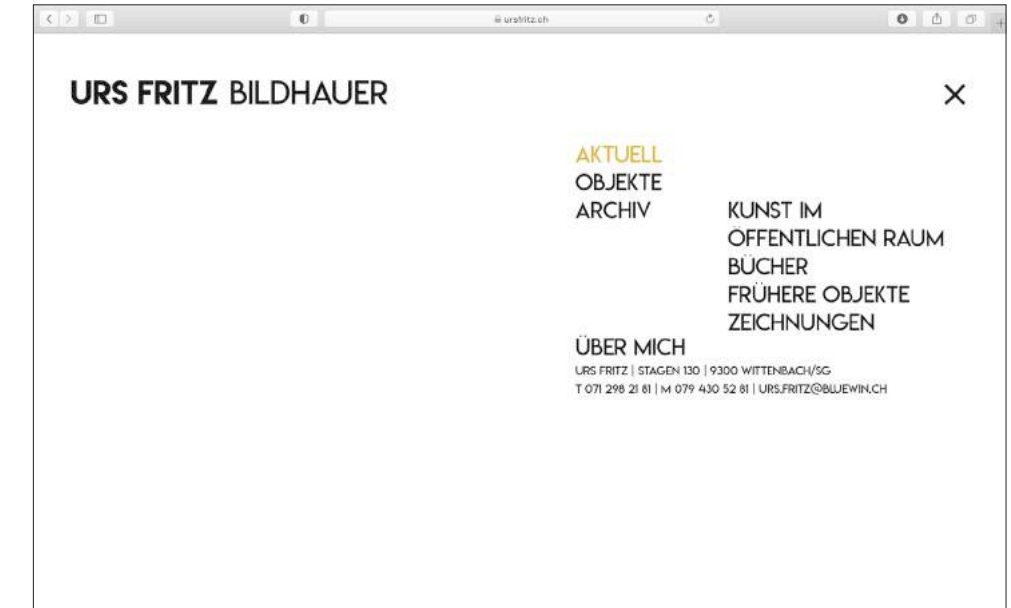 ursfritz.ch
URS FRITZ BILDHAUER
AKTUELL
OBJEKTE
ARCHIV
KUNST IM
ÖFFENTLICHEN RAUM
BÜCHER
FRÜHERE OBJEKTE
ZEICHNUNGEN
ÜBER MICH
URS FRITZ | STAGEN 130 | 9300 WITTENBACH/SG
T 071 298 21 81 | M 079 430 52 81 | URS.FRITZ@BLUEWIN.CH